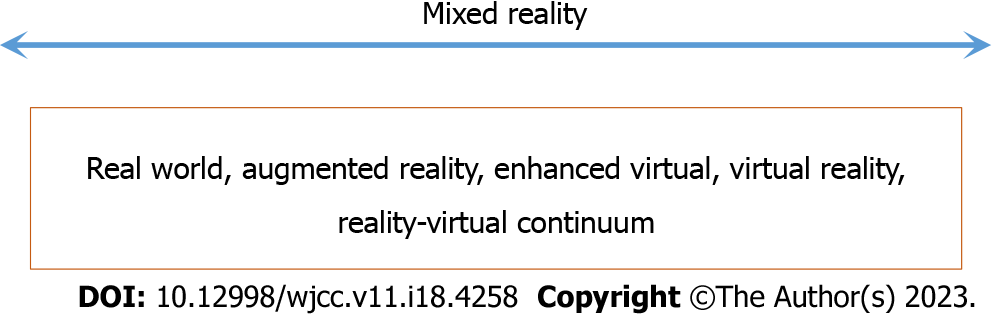 Mixed reality
Real world, augmented reality, enhanced virtual, virtual reality,
reality-virtual continuum
DOI: 10.12998/wjcc.v11.i18.4258 Copyright ©The Author(s) 2023.